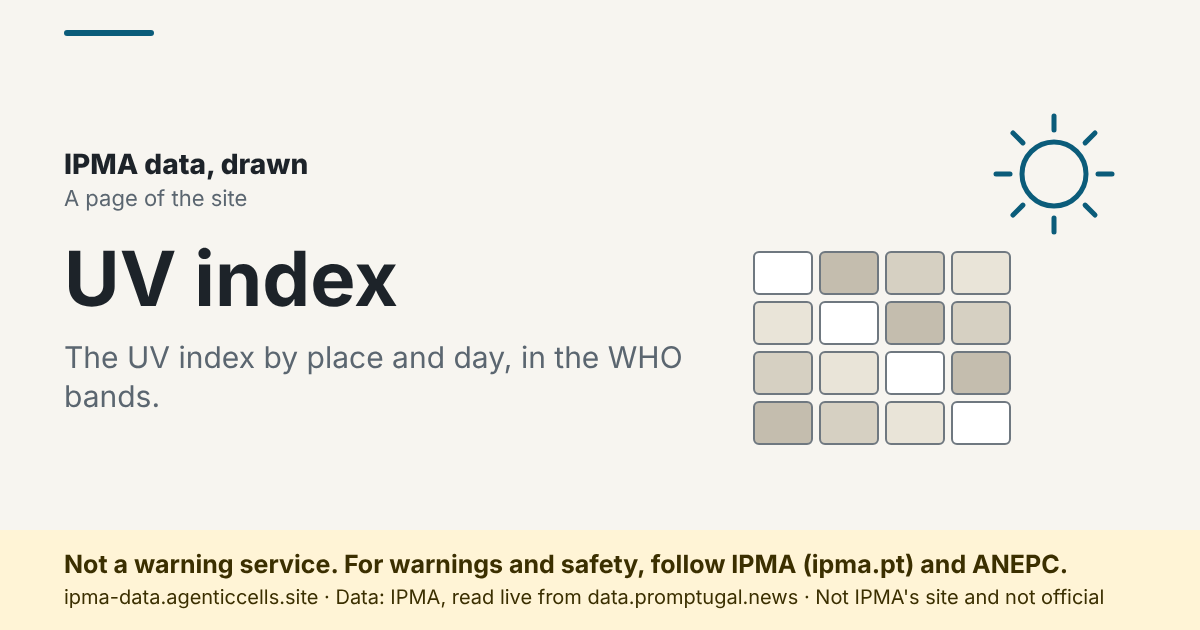 IPMA data, drawn
A page of the site
UV index
The UV index by place and day, in the WHO
bands.
Not a warning service. For warnings and safety, follow IPMA (ipma.pt) and ANEPC.
ipma-data.agenticcells.site · Data: IPMA, read live from data.promptugal.news · Not IPMA's site and not official